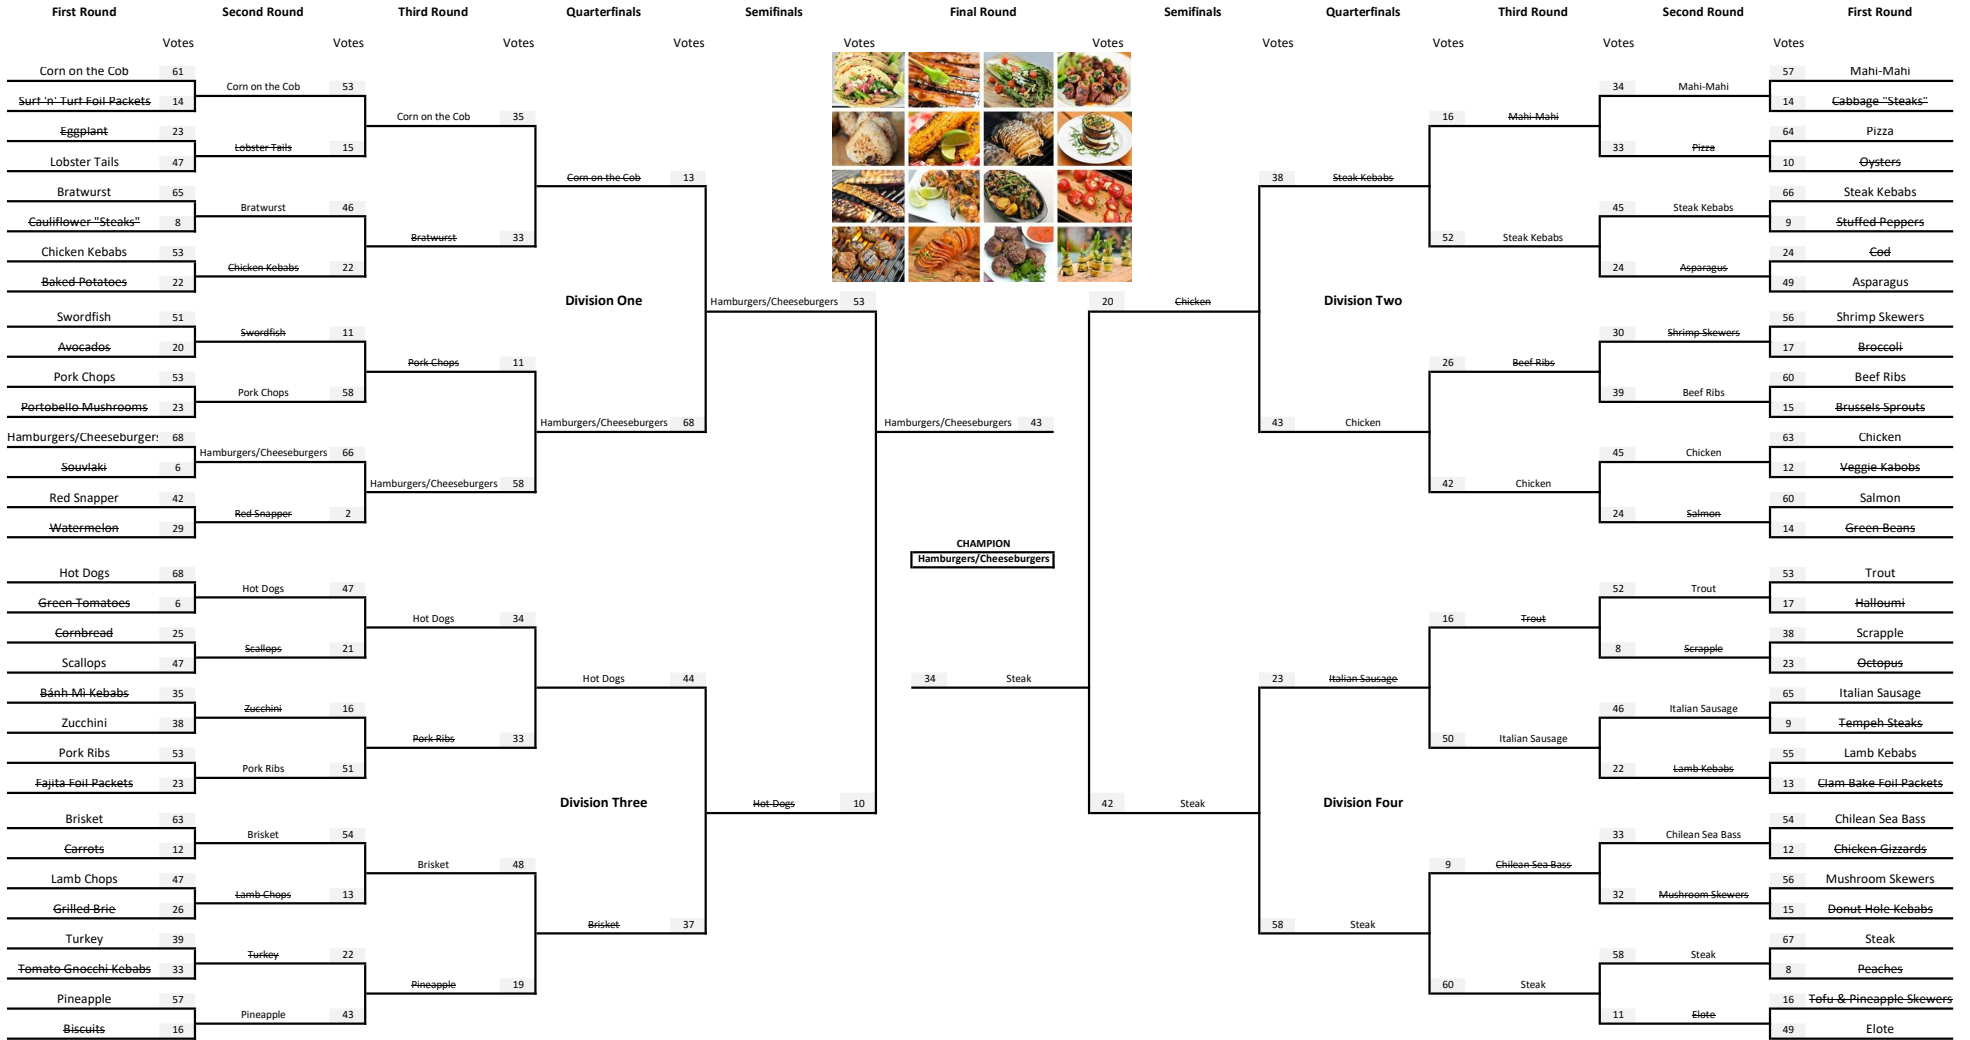 First Round Second Round Third Round Quarterfinals Semifinals Final Round Semifinals Quarterfinals Third Round Second Round First Round
Votes Votes Votes Votes Votes Votes Votes Votes Votes Votes
Corn on the Cob 61 57 Mahi-Mahi
Corn on the Cob 53 34 Mahi-Mahi
Surf 'n' Turf Foil Packets 14 14 Cabbage "Steaks"
Corn on the Cob 35 16 Mahi-Mahi
Eggplant 23 64 Pizza
Lobster Tails 15 33 Pizza
Lobster Tails 47 10 Oysters
Corn on the Cob 13 38 Steak Kebabs
Bratwurst 65 66 Steak Kebabs
Bratwurst 46 45 Steak Kebabs
Cauliflower "Steaks" 8 9 Stuffed Peppers
Bratwurst 33 52 Steak Kebabs
Chicken Kebabs 53 24 Cod
Chicken Kebabs 22 24 Asparagus
Baked Potatoes 22 49 Asparagus
Division One Hamburgers/Cheeseburgers 53 20 Chicken Division Two
Swordfish 51 56 Shrimp Skewers
Swordfish 11 30 Shrimp Skewers
Avocados 20 17 Broccoli
Pork Chops 11 26 Beef Ribs
Pork Chops 53 60 Beef Ribs
Pork Chops 58 39 Beef Ribs
Portobello Mushrooms 23 15 Brussels Sprouts
Hamburgers/Cheeseburgers 68 Hamburgers/Cheeseburgers 43 43 Chicken
Hamburgers/Cheeseburgers 68 63 Chicken
Hamburgers/Cheeseburgers 66 45 Chicken
Souvlaki 6 12 Veggie Kabobs
Hamburgers/Cheeseburgers 58 42 Chicken
Red Snapper 42 60 Salmon
Red Snapper 2 24 Salmon
Watermelon 29 14 Green Beans
CHAMPION
Hamburgers/Cheeseburgers
Hot Dogs 68 53 Trout
Hot Dogs 47 52 Trout
Green Tomatoes 6 17 Halloumi
Hot Dogs 34 16 Trout
Cornbread 25 38 Scrapple
Scallops 21 8 Scrapple
Scallops 47 23 Octopus
Hot Dogs 44 34 Steak 23 Italian Sausage
Bánh Mì Kebabs 35 65 Italian Sausage
Zucchini 16 46 Italian Sausage
Zucchini 38 9 Tempeh Steaks
Pork Ribs 33 50 Italian Sausage
Pork Ribs 53 55 Lamb Kebabs
Pork Ribs 51 22 Lamb Kebabs
Fajita Foil Packets 23 13 Clam Bake Foil Packets
Division Three Hot Dogs 10 42 Steak Division Four
Brisket 63 54 Chilean Sea Bass
Brisket 54 33 Chilean Sea Bass
Carrots 12 12 Chicken Gizzards
Brisket 48 9 Chilean Sea Bass
Lamb Chops 47 56 Mushroom Skewers
Lamb Chops 13 32 Mushroom Skewers
Grilled Brie 26 15 Donut Hole Kebabs
Brisket 37 58 Steak
Turkey 39 67 Steak
Turkey 22 58 Steak
Tomato Gnocchi Kebabs 33 8 Peaches
Pineapple 19 60 Steak
Pineapple 57 16 Tofu & Pineapple Skewers
Pineapple 43 11 Elote
Biscuits 16 49 Elote